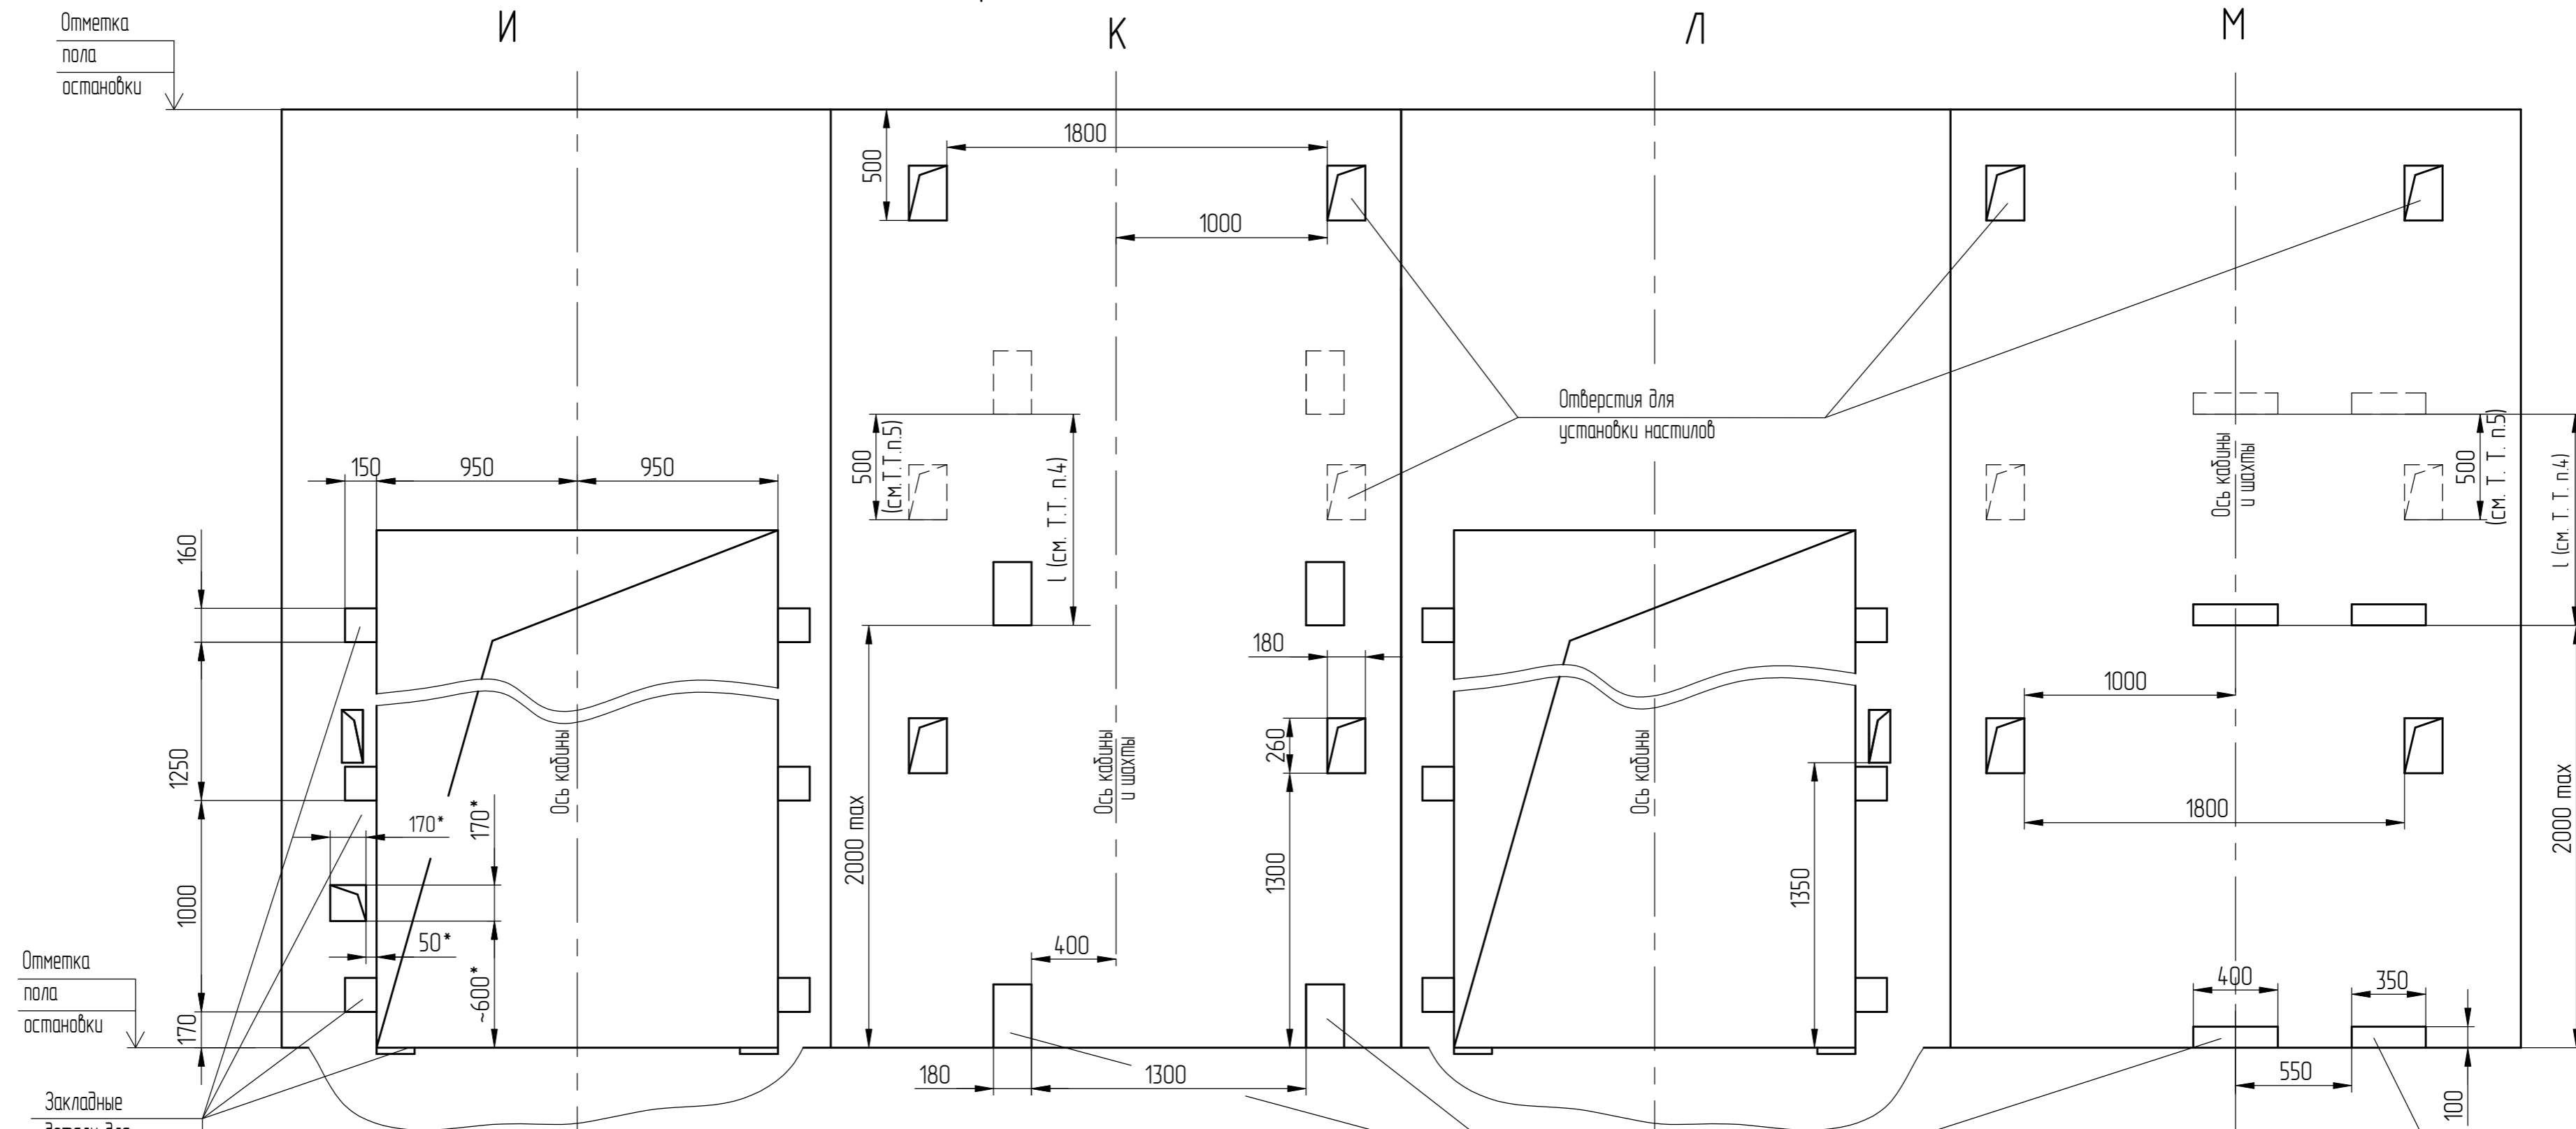 И
К
Л
М
Отметка
пола
остановки
1800
500
1000
Отверстия для
установки настилов
150
950
950
160
1250
1000
170
170*
170*
50*
~600*
Ось кабины
500
(см.Т.Т.п.5)
l (см. Т.Т. п.4)
2000 max
Ось кабины
и шахты
180
260
1300
400
180
1300
Ось кабины
1350
Ось кабины
и шахты
500
(см. Т. Т. п.5)
l (см. Т. Т. п.4)
1000
1800
2000 max
400
350
550
100
Отметка
пола
остановки
Закладные